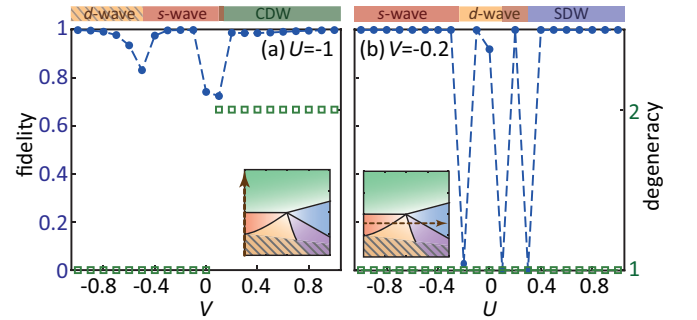 d-wave s-wave CDW s-wave d-wave SDW
(a) U=-1 (b) V=-0.2
fidelity
1
0.8
0.6
0.4
0.2
0
degeneracy
2
1
-0.8 -0.4 0 0.4 0.8 -0.8 -0.4 0 0.4 0.8
V U